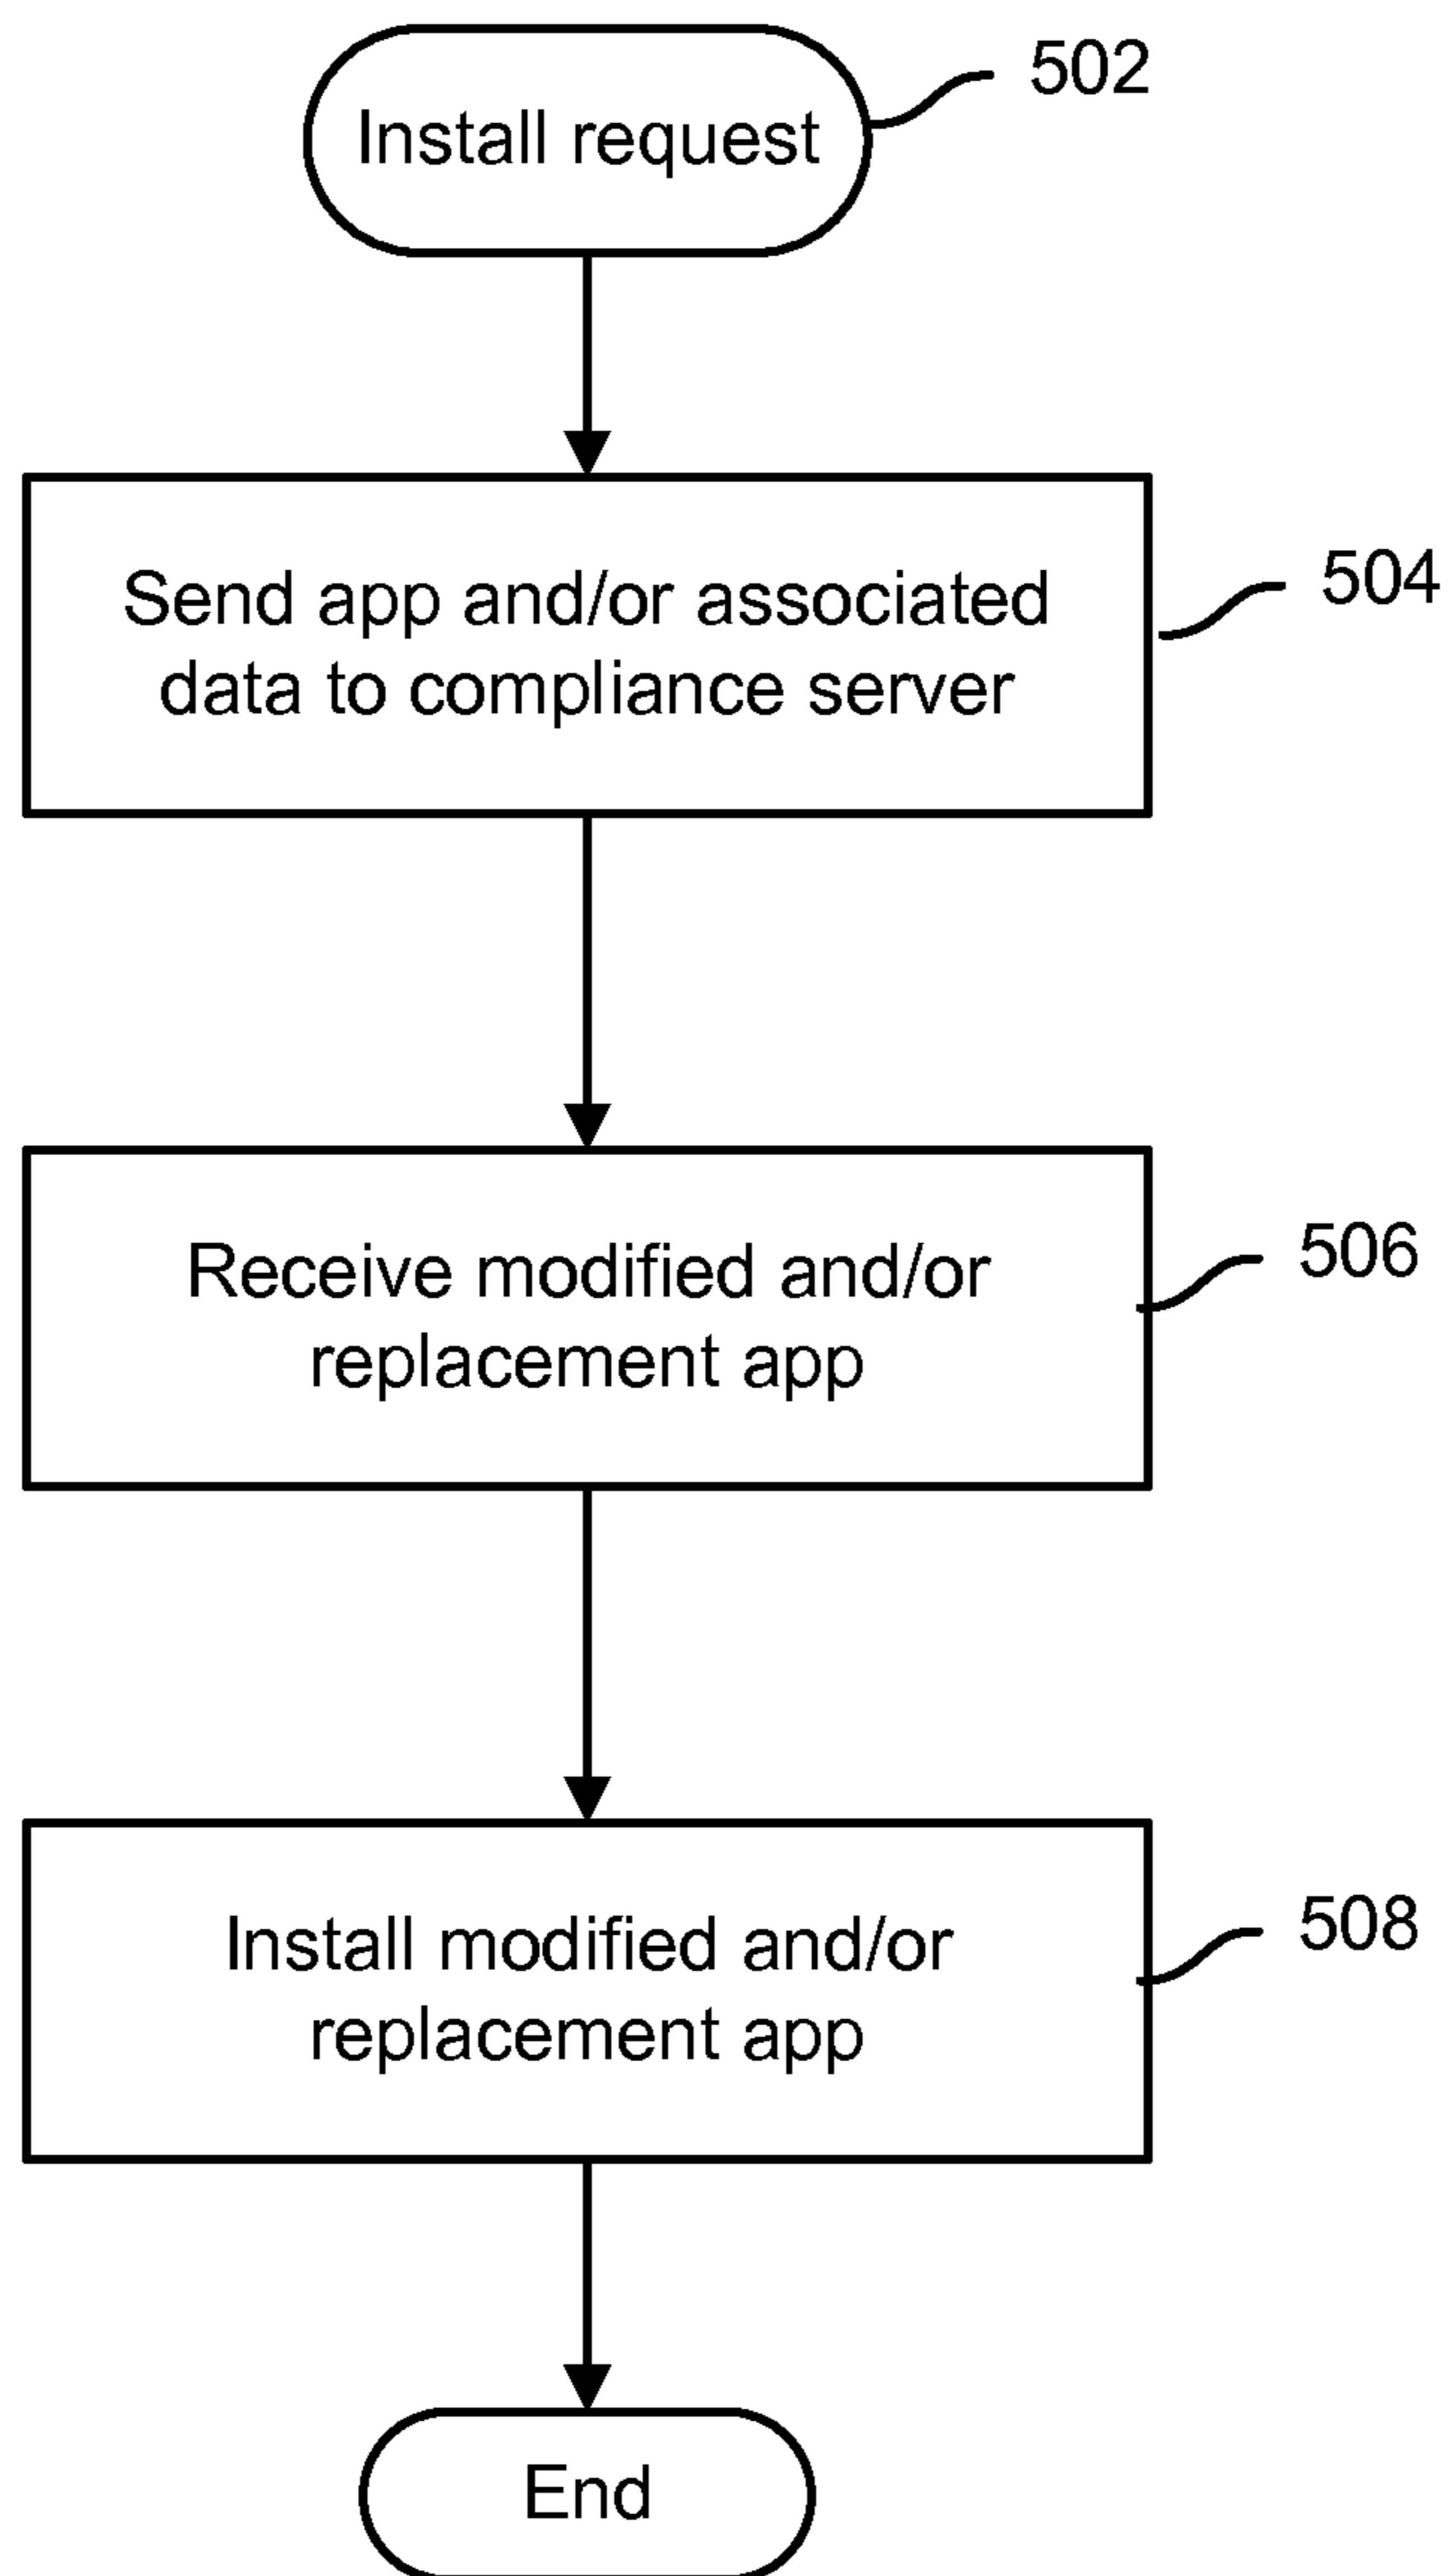 Install request
502
Send app and/or associated
data to compliance server
504
Receive modified and/or
replacement app
506
Install modified and/or
replacement app
508
End